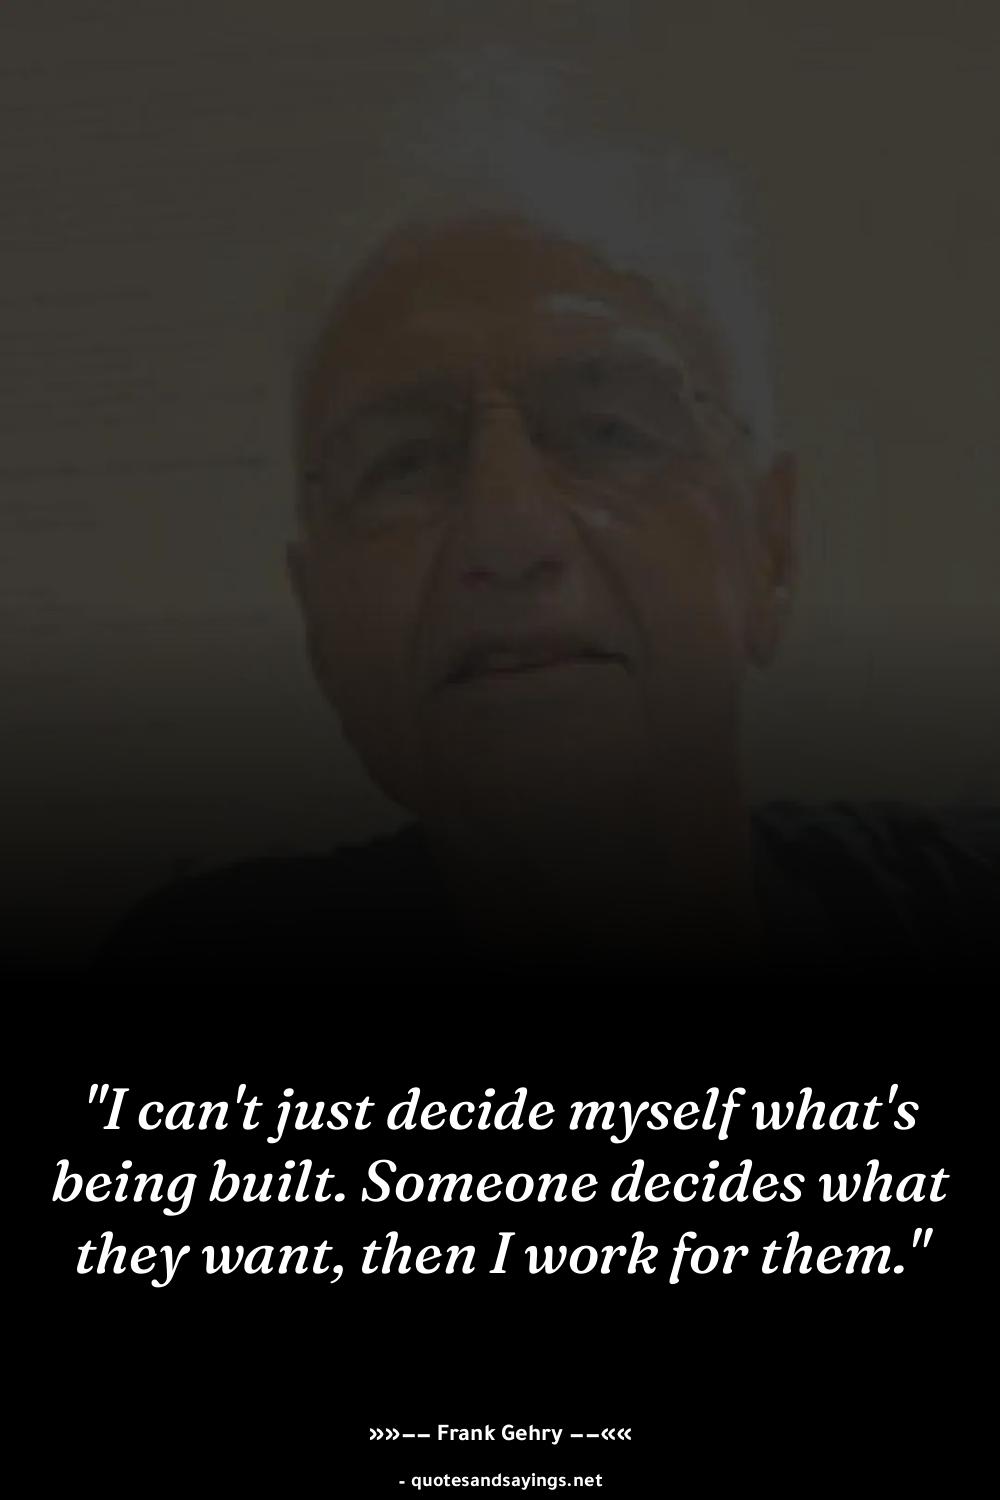 "I can't just decide myself what's
being built. Someone decides what
they want, then I work for them."
»»—— Frank Gehry ——««
- quotesandsayings.net